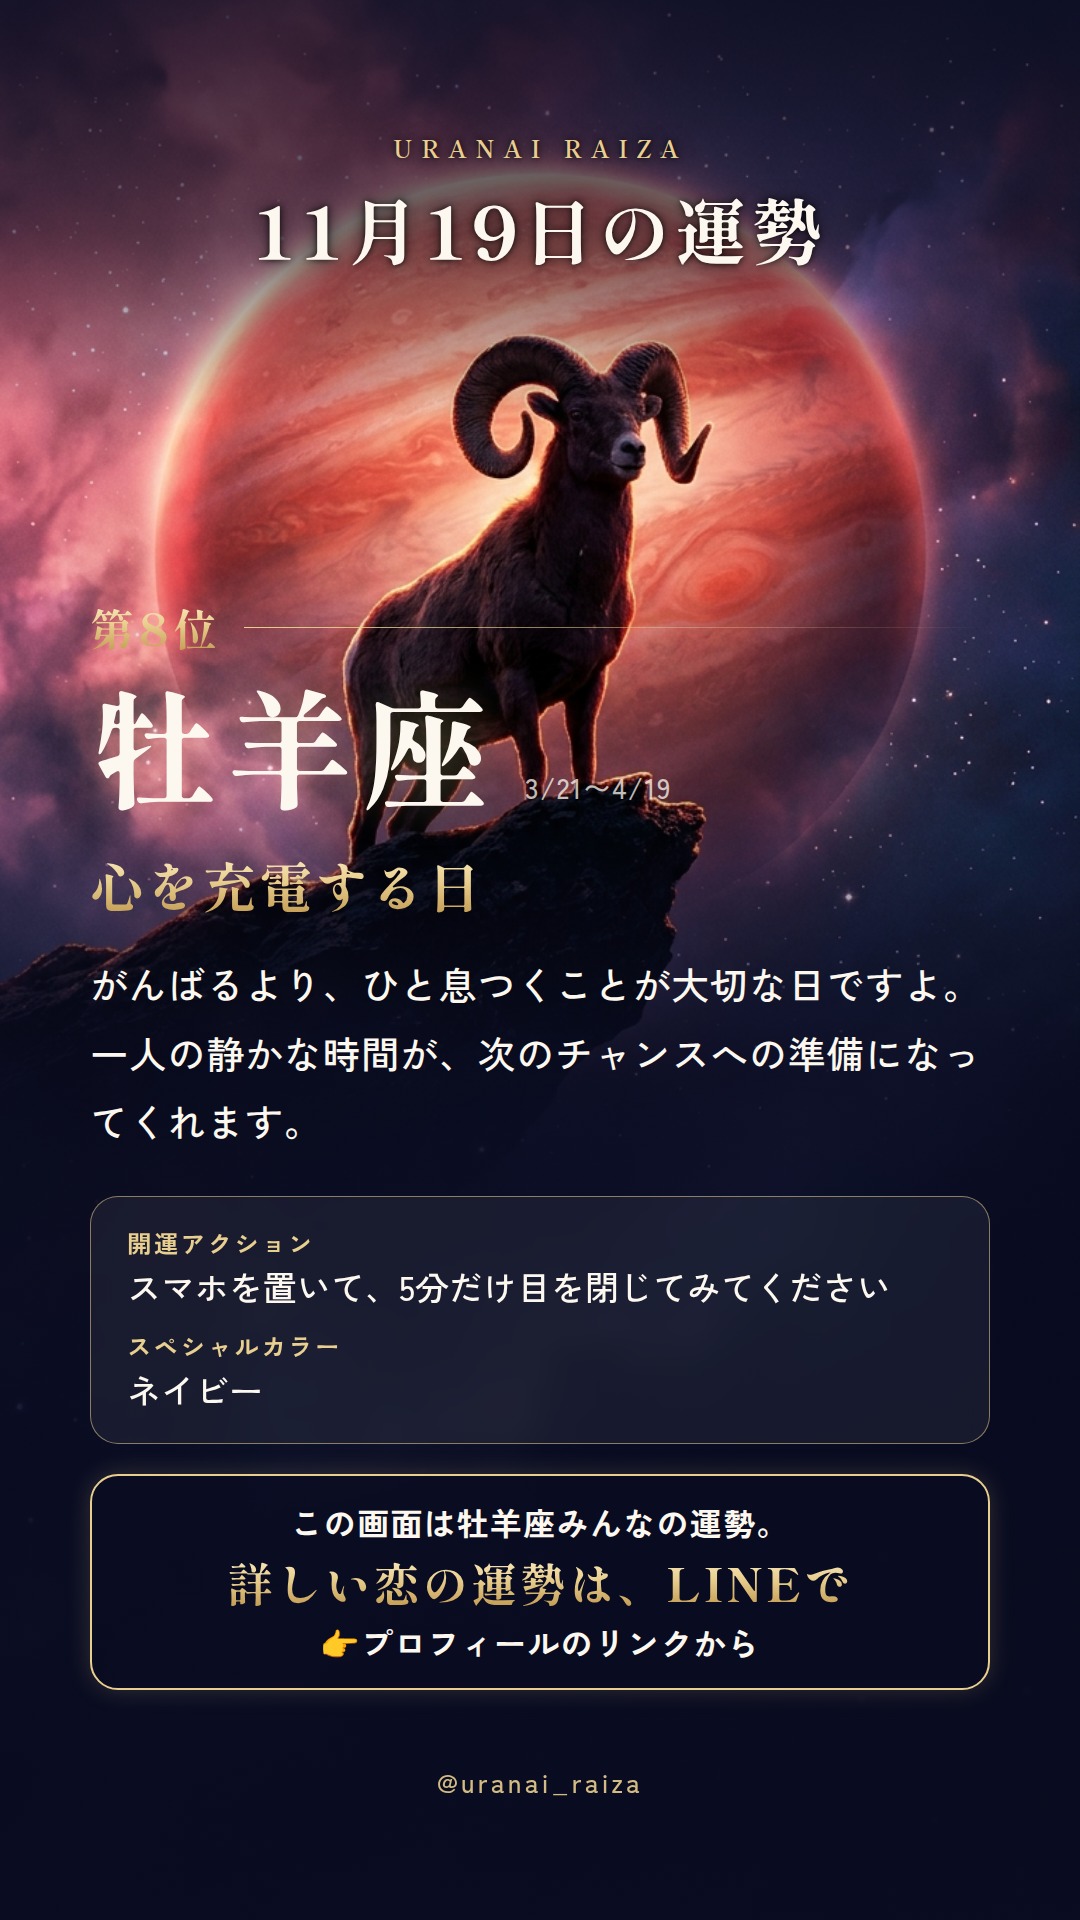 URANAI RAIZA
11月19日の運勢
第8位
牡羊座 3/21〜4/19
心を充電する日
がんばるより、ひと息つくことが大切な日ですよ。
一人の静かな時間が、次のチャンスへの準備になっ
てくれます。
開運アクション
スマホを置いて、5分だけ目を閉じてみてください
スペシャルカラー
ネイビー
この画面は牡羊座みんなの運勢。
詳しい恋の運勢は、LINEで
👉プロフィールのリンクから
@uranai_raiza